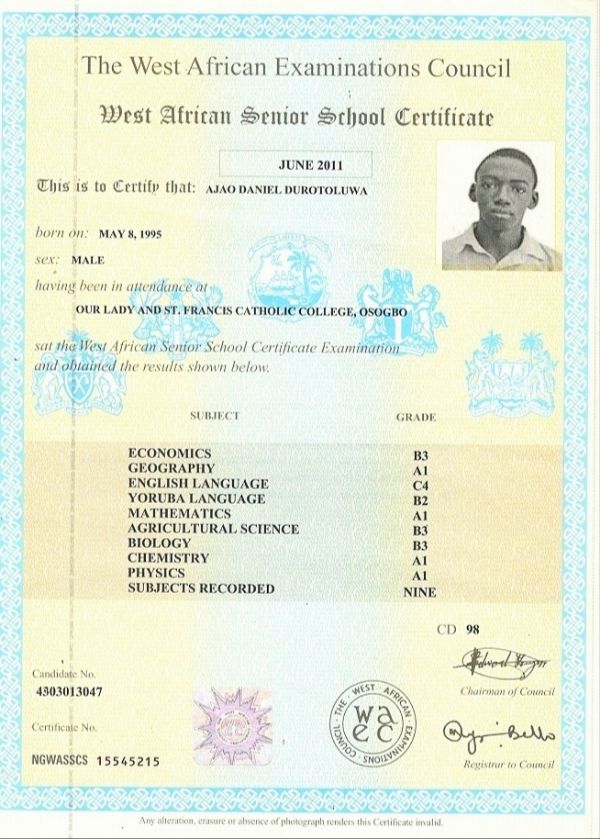 The West African Examinations Council
West African Senior School Certificate
JUNE 2011
This is to Certify that: AJAO DANIEL DUROTOLUWA
born on: MAY 8, 1995
sex: MALE
having been in attendance at
OUR LADY AND ST. FRANCIS CATHOLIC COLLEGE, OSOGBO
sat the West African Senior School Certificate Examination
and obtained the results shown below.
SUBJECT GRADE
ECONOMICS B3
GEOGRAPHY A1
ENGLISH LANGUAGE C4
YORUBA LANGUAGE B2
MATHEMATICS A1
AGRICULTURAL SCIENCE B3
BIOLOGY B3
CHEMISTRY A1
PHYSICS A1
SUBJECTS RECORDED NINE
CD 98
Candidate No.
4303013047
Chairman of Council
Certificate No.
NGWASSCS 15545215
THE · WEST · AFRICAN EXAMINATIONS COUNCIL
wa
ec
Bello
Registrar to Council
Any alteration, erasure or absence of photograph renders this Certificate invalid.